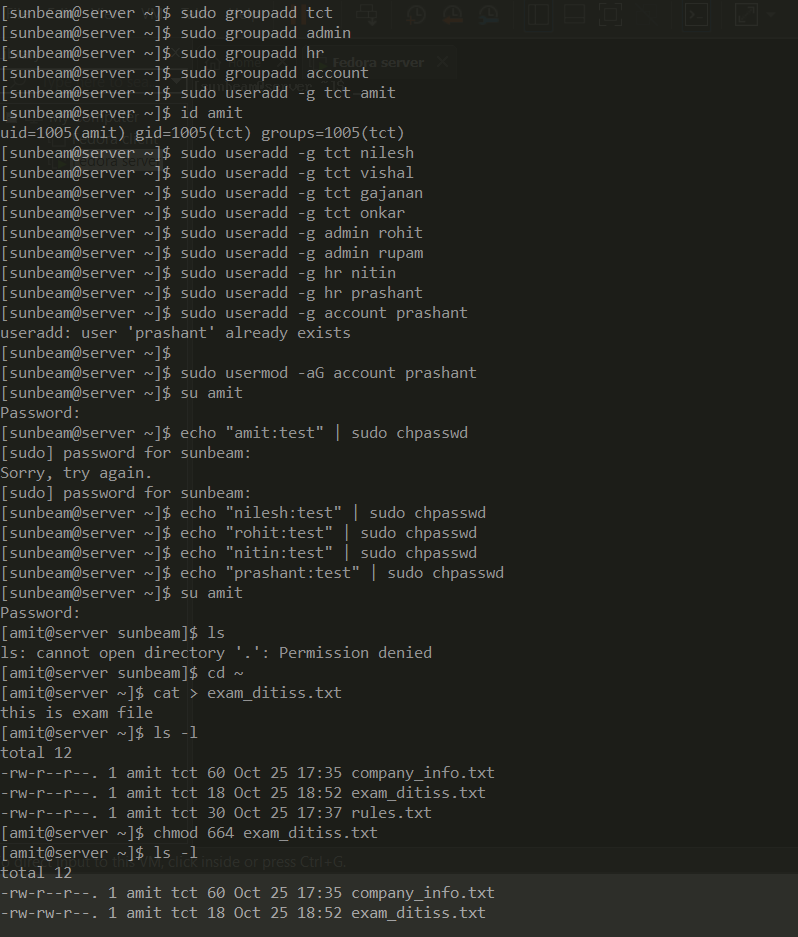 [sunbeam@server ~]$ sudo groupadd tct
[sunbeam@server ~]$ sudo groupadd admin
[sunbeam@server ~]$ sudo groupadd hr
[sunbeam@server ~]$ sudo groupadd account
[sunbeam@server ~]$ sudo useradd -g tct amit
[sunbeam@server ~]$ id amit
uid=1005(amit) gid=1005(tct) groups=1005(tct)
[sunbeam@server ~]$ sudo useradd -g tct nilesh
[sunbeam@server ~]$ sudo useradd -g tct vishal
[sunbeam@server ~]$ sudo useradd -g tct gajanan
[sunbeam@server ~]$ sudo useradd -g tct onkar
[sunbeam@server ~]$ sudo useradd -g admin rohit
[sunbeam@server ~]$ sudo useradd -g admin rupam
[sunbeam@server ~]$ sudo useradd -g hr nitin
[sunbeam@server ~]$ sudo useradd -g hr prashant
[sunbeam@server ~]$ sudo useradd -g account prashant
useradd: user 'prashant' already exists
[sunbeam@server ~]$
[sunbeam@server ~]$ sudo usermod -aG account prashant
[sunbeam@server ~]$ su amit
Password:
[sunbeam@server ~]$ echo "amit:test" | sudo chpasswd
[sudo] password for sunbeam:
Sorry, try again.
[sudo] password for sunbeam:
[sunbeam@server ~]$ echo "nilesh:test" | sudo chpasswd
[sunbeam@server ~]$ echo "rohit:test" | sudo chpasswd
[sunbeam@server ~]$ echo "nitin:test" | sudo chpasswd
[sunbeam@server ~]$ echo "prashant:test" | sudo chpasswd
[sunbeam@server ~]$ su amit
Password:
[amit@server sunbeam]$ ls
ls: cannot open directory '.': Permission denied
[amit@server sunbeam]$ cd ~
[amit@server ~]$ cat > exam_ditiss.txt
this is exam file
[amit@server ~]$ ls -l
total 12
-rw-r--r--. 1 amit tct 60 Oct 25 17:35 company_info.txt
-rw-r--r--. 1 amit tct 18 Oct 25 18:52 exam_ditiss.txt
-rw-r--r--. 1 amit tct 30 Oct 25 17:37 rules.txt
[amit@server ~]$ chmod 664 exam_ditiss.txt
[amit@server ~]$ ls -l
total 12
-rw-r--r--. 1 amit tct 60 Oct 25 17:35 company_info.txt
-rw-rw-r--. 1 amit tct 18 Oct 25 18:52 exam_ditiss.txt
Fedora server
to this VM, click inside or press Ctrl+G.